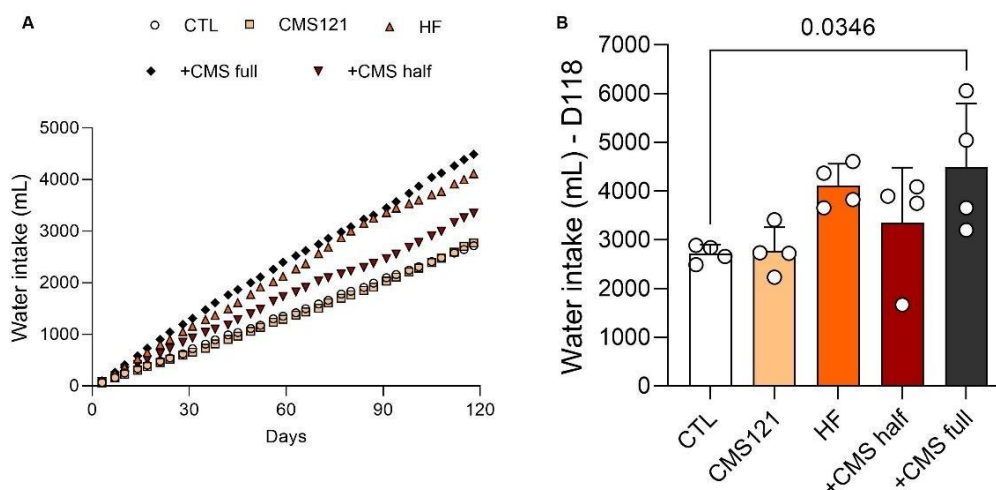 A
CTL CMS121 HF
+CMS full +CMS half
Water intake (mL)
5000
4000
3000
2000
1000
0
0 30 60 90 120
Days
B
0.0346
Water intake (mL) - D118
7000
6000
5000
4000
3000
2000
1000
0
CTL
CMS121
HF
+CMS half
+CMS full